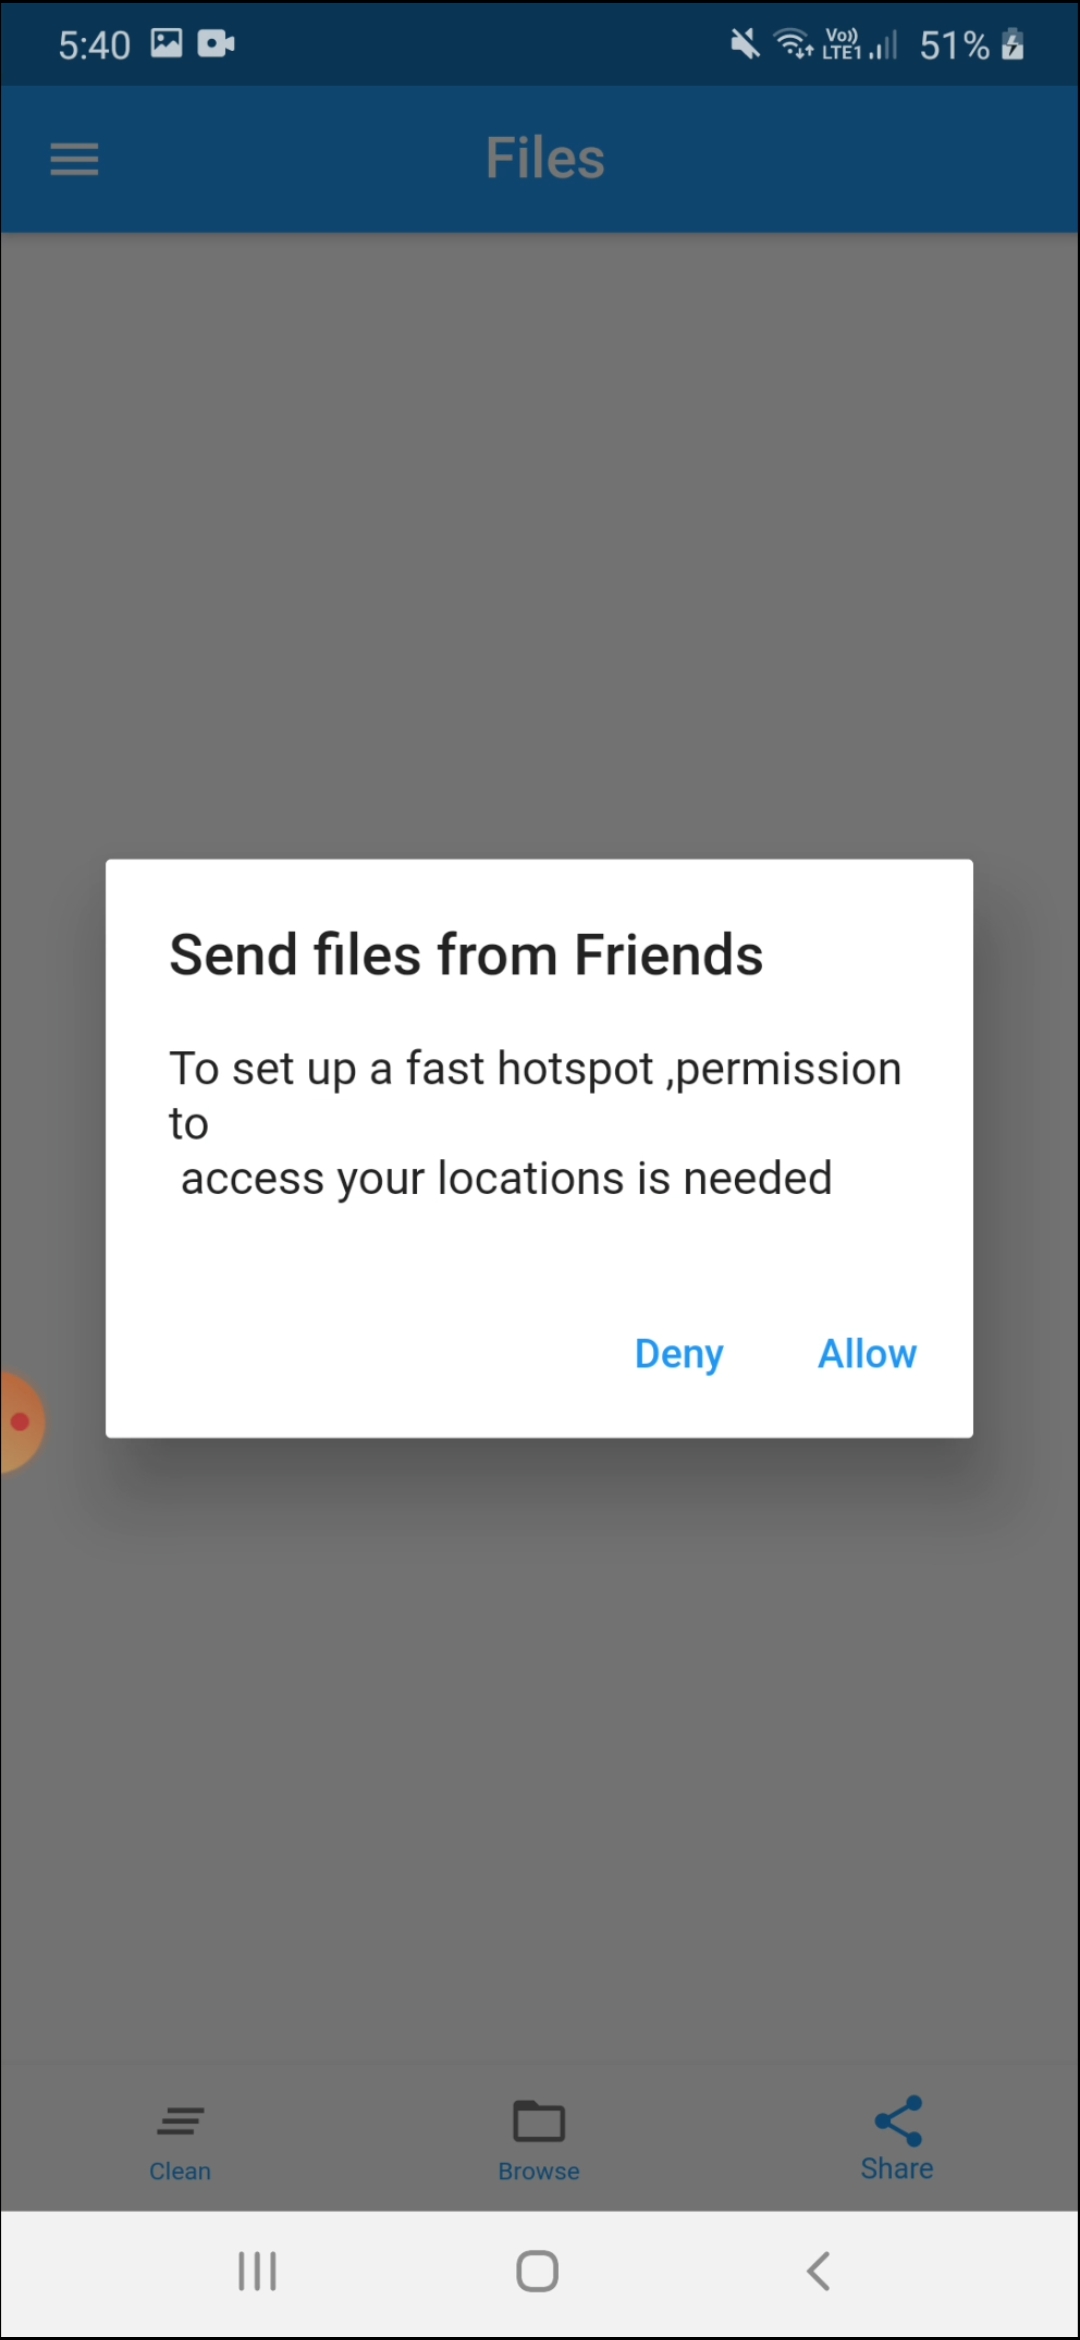 5:40 Vo)) LTE1 51%
Files
Send files from Friends
To set up a fast hotspot ,permission
to
access your locations is needed
Deny Allow
Clean Browse Share